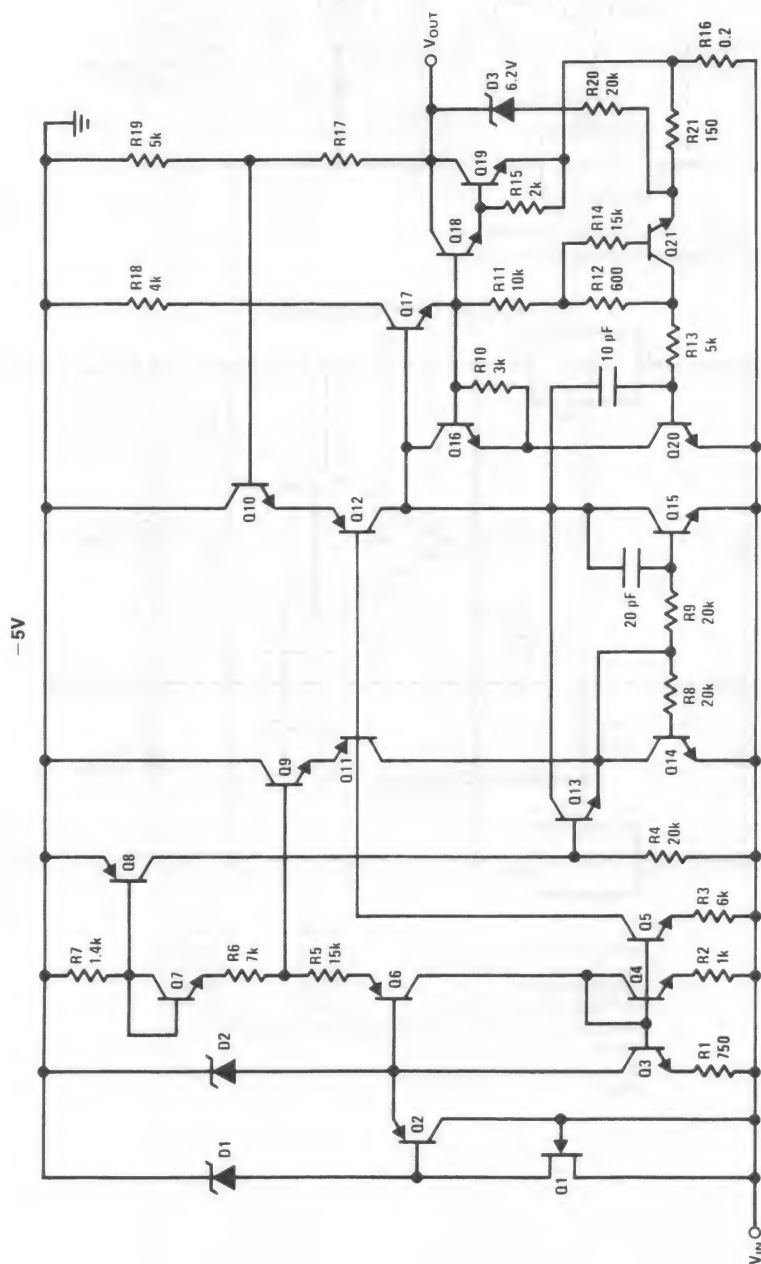 −5V
R7
1.4k
Q8
Q7
R6
7k
D2
D1
R5
15k
Q6
Q2
Q1
Q9
Q11
Q10
Q12
R19
5k
R18
4k
R17
VOUT
Q17
Q18
Q19
D3
6.2V
R15
2k
R20
20k
R11
10k
R14
15k
R12
600
Q21
R21
150
R16
0.2
Q16
R10
3k
10 pF
R13
5k
Q20
Q15
20 pF
R9
20k
R8
20k
Q14
Q13
R4
20k
Q5
R3
6k
Q4
R2
1k
Q3
R1
750
VIN